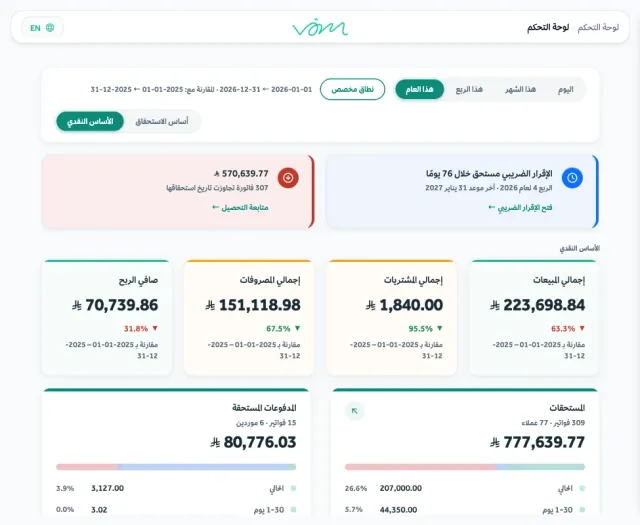 لوحة التحكم
لوحة التحكم
EN
اليوم
هذا الشهر
هذا الربع
هذا العام
نطاق مخصص
2026-01-01 ← 2026-12-31 · المقارنة مع: 2025-01-01 ← 2025-12-31
أساس الاستحقاق
الأساس النقدي
الإقرار الضريبي مستحق خلال 76 يومًا
الربع 4 لعام 2026 · آخر موعد 31 يناير 2027
فتح الإقرار الضريبي ←
570,639.77
307 فاتورة تجاوزت تاريخ استحقاقها
متابعة التحصيل ←
الأساس النقدي
إجمالي المبيعات
223,698.84
▼ 63.3%
مقارنة بـ 2025-01-01 – 2025-
12-31
إجمالي المشتريات
1,840.00
▼ 95.5%
مقارنة بـ 2025-01-01 – 2025-
12-31
إجمالي المصروفات
151,118.98
▼ 67.5%
مقارنة بـ 2025-01-01 – 2025-
12-31
صافي الربح
70,739.86
▼ 31.8%
مقارنة بـ 2025-01-01 – 2025-
12-31
المستحقات
309 فواتير · 77 عملاء
777,639.77
الحالي 207,000.00 26.6%
1-30 يوم 44,350.00 5.7%
المدفوعات المستحقة
15 فواتير · 6 موردين
80,776.03
الحالي 3,127.00 3.9%
1-30 يوم 3.02 0.0%